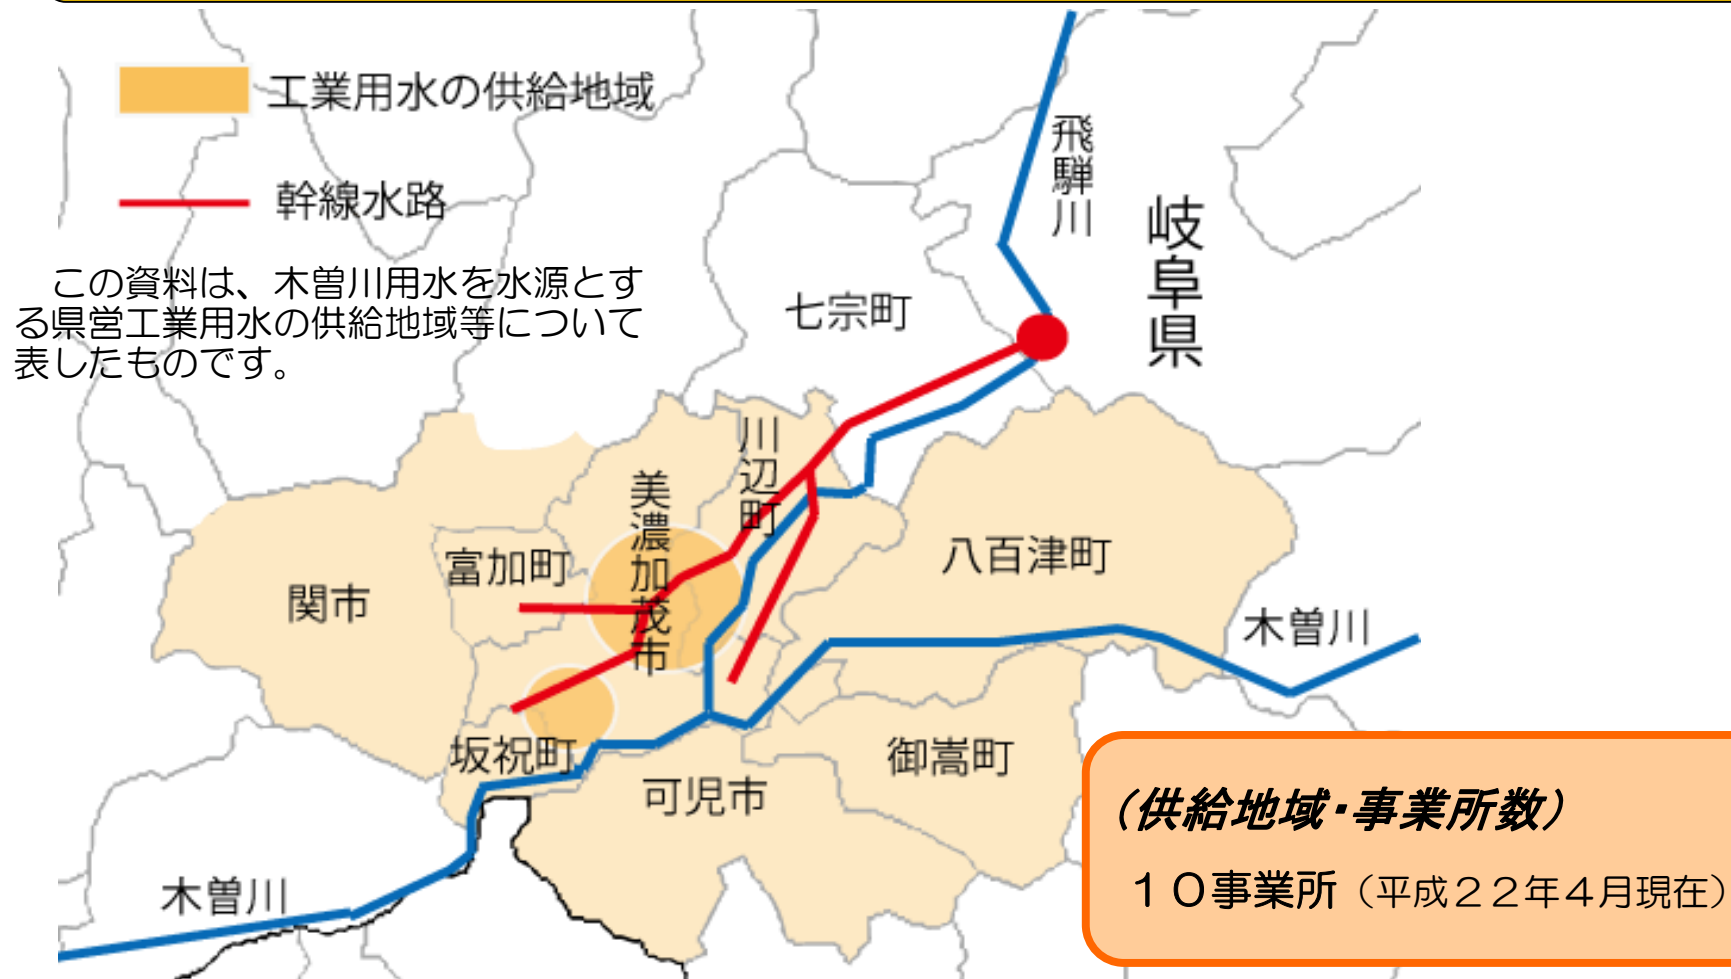 工業用水の供給地域
幹線水路
この資料は、木曽川用水を水源とす
る県営工業用水の供給地域等について
表したものです。
飛騨川
岐阜県
七宗町
川辺町
美濃加茂市
富加町
関市
八百津町
木曽川
坂祝町
可児市
御嵩町
木曽川
（供給地域・事業所数）
１０事業所（平成２２年４月現在）